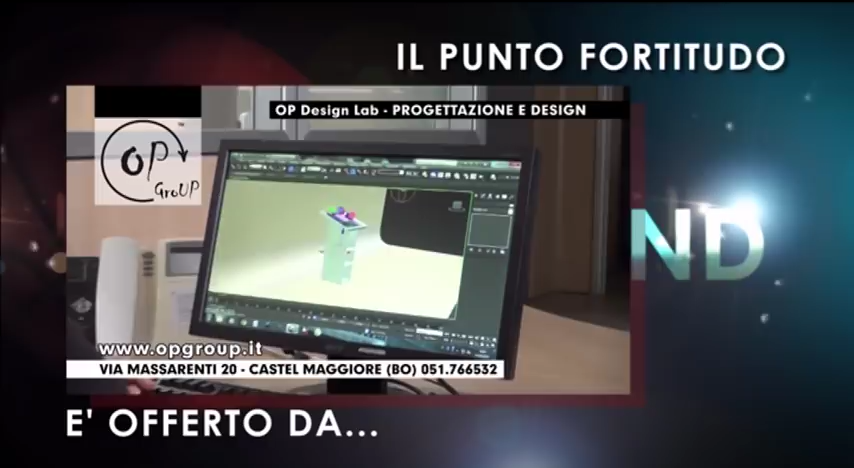 IL PUNTO FORTITUDO
OP Design Lab - PROGETTAZIONE E DESIGN
OP
GroUP
ND
www.opgroup.it
VIA MASSARENTI 20 - CASTEL MAGGIORE (BO) 051.766532
E' OFFERTO DA...